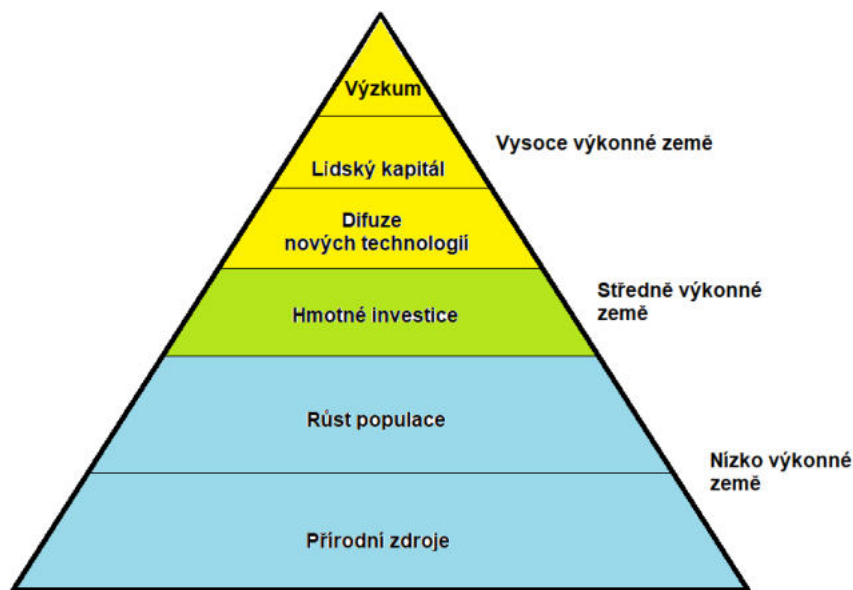 Výzkum
Vysoce výkonné země
Lidský kapitál
Difuze
nových technologií
Středně výkonné
země
Hmotné investice
Růst populace
Nízko výkonné
země
Přírodní zdroje